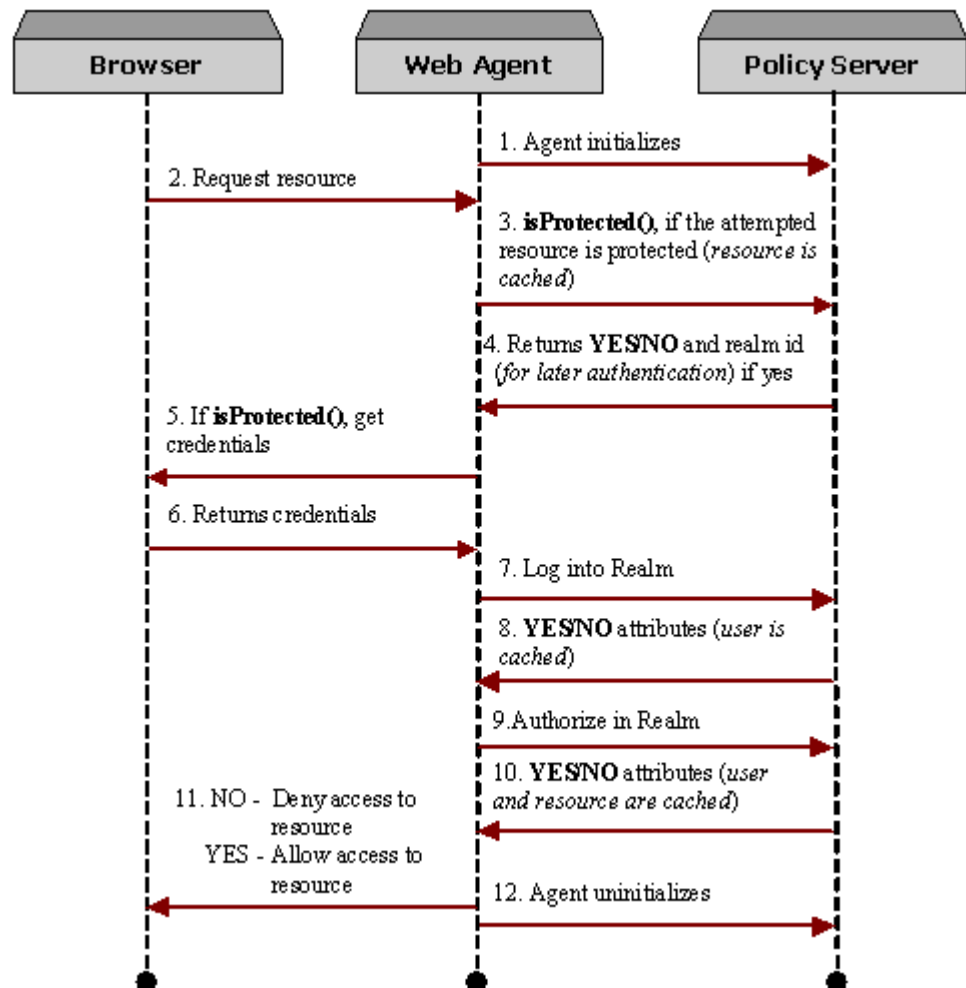 Browser
Web Agent
Policy Server
1. Agent initializes
2. Request resource
3. isProtected(), if the attempted
resource is protected (resource is
cached)
4. Returns YES/NO and realm id
(for later authentication) if yes
5. If isProtected(), get
credentials
6. Returns credentials
7. Log into Realm
8. YES/NO attributes (user is
cached)
9.Authorize in Realm
10. YES/NO attributes (user
and resource are cached)
11. NO - Deny access to
resource
YES - Allow access to
resource
12. Agent uninitializes